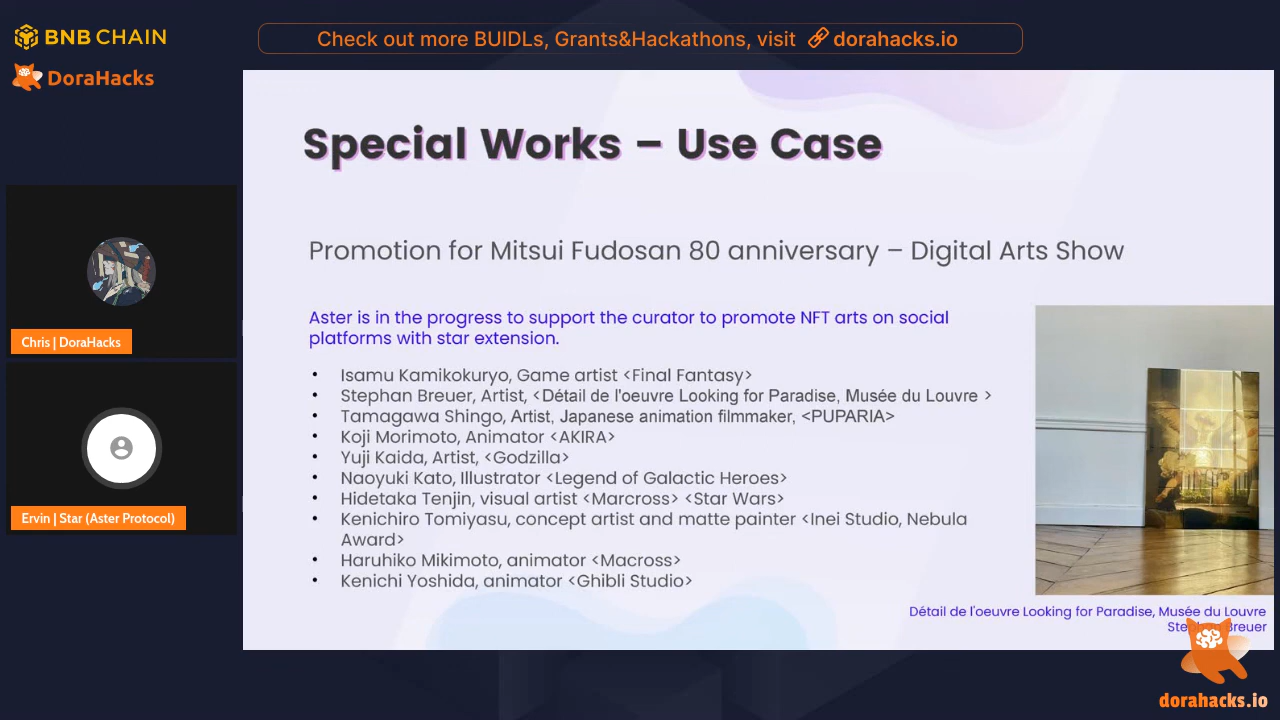 BNB CHAIN
DoraHacks
Check out more BUIDLs, Grants&Hackathons, visit dorahacks.io
Special Works – Use Case
Promotion for Mitsui Fudosan 80 anniversary – Digital Arts Show
Aster is in the progress to support the curator to promote NFT arts on social
platforms with star extension.
• Isamu Kamikokuryo, Game artist <Final Fantasy>
• Stephan Breuer, Artist, <Détail de l'oeuvre Looking for Paradise, Musée du Louvre >
• Tamagawa Shingo, Artist, Japanese animation filmmaker, <PUPARIA>
• Koji Morimoto, Animator <AKIRA>
• Yuji Kaida, Artist, <Godzilla>
• Naoyuki Kato, Illustrator <Legend of Galactic Heroes>
• Hidetaka Tenjin, visual artist <Marcross> <Star Wars>
• Kenichiro Tomiyasu, concept artist and matte painter <Inei Studio, Nebula
Award>
• Haruhiko Mikimoto, animator <Macross>
• Kenichi Yoshida, animator <Ghibli Studio>
Détail de l'oeuvre Looking for Paradise, Musée du Louvre
Stephan Breuer
Chris | DoraHacks
Ervin | Star (Aster Protocol)
dorahacks.io